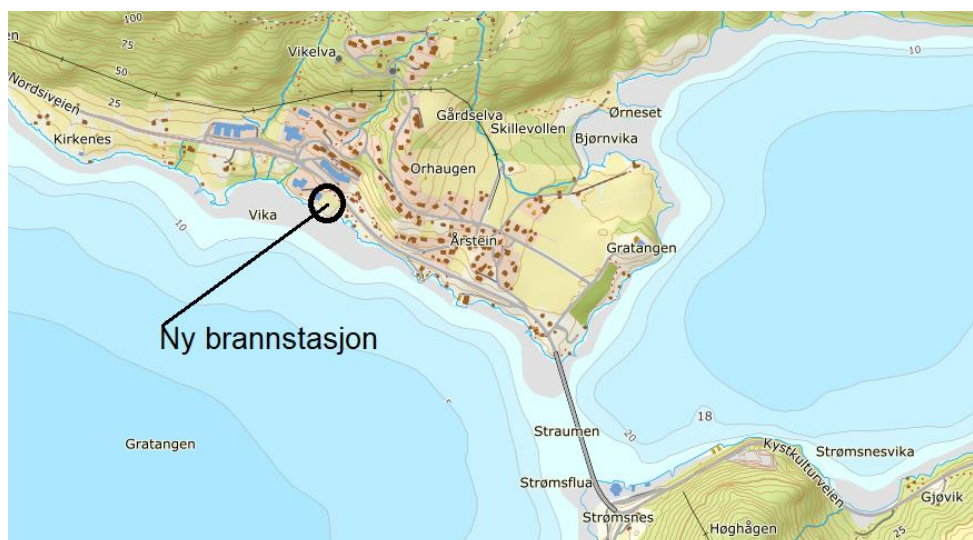 100
75
50
25
en
Nordsiveien
Kirkenes
Vikelva
Gårdselva
Skillevollen
Ørneset
Bjørnvika
10
Orhaugen
Vika
10
Årstein
Gratangen
Ny brannstasjon
18
20
Straumen
Gratangen
Kystkulturveien
Strømsnesvika
Strømsflua
Gjøvik
Strømsnes
Høghågen
25